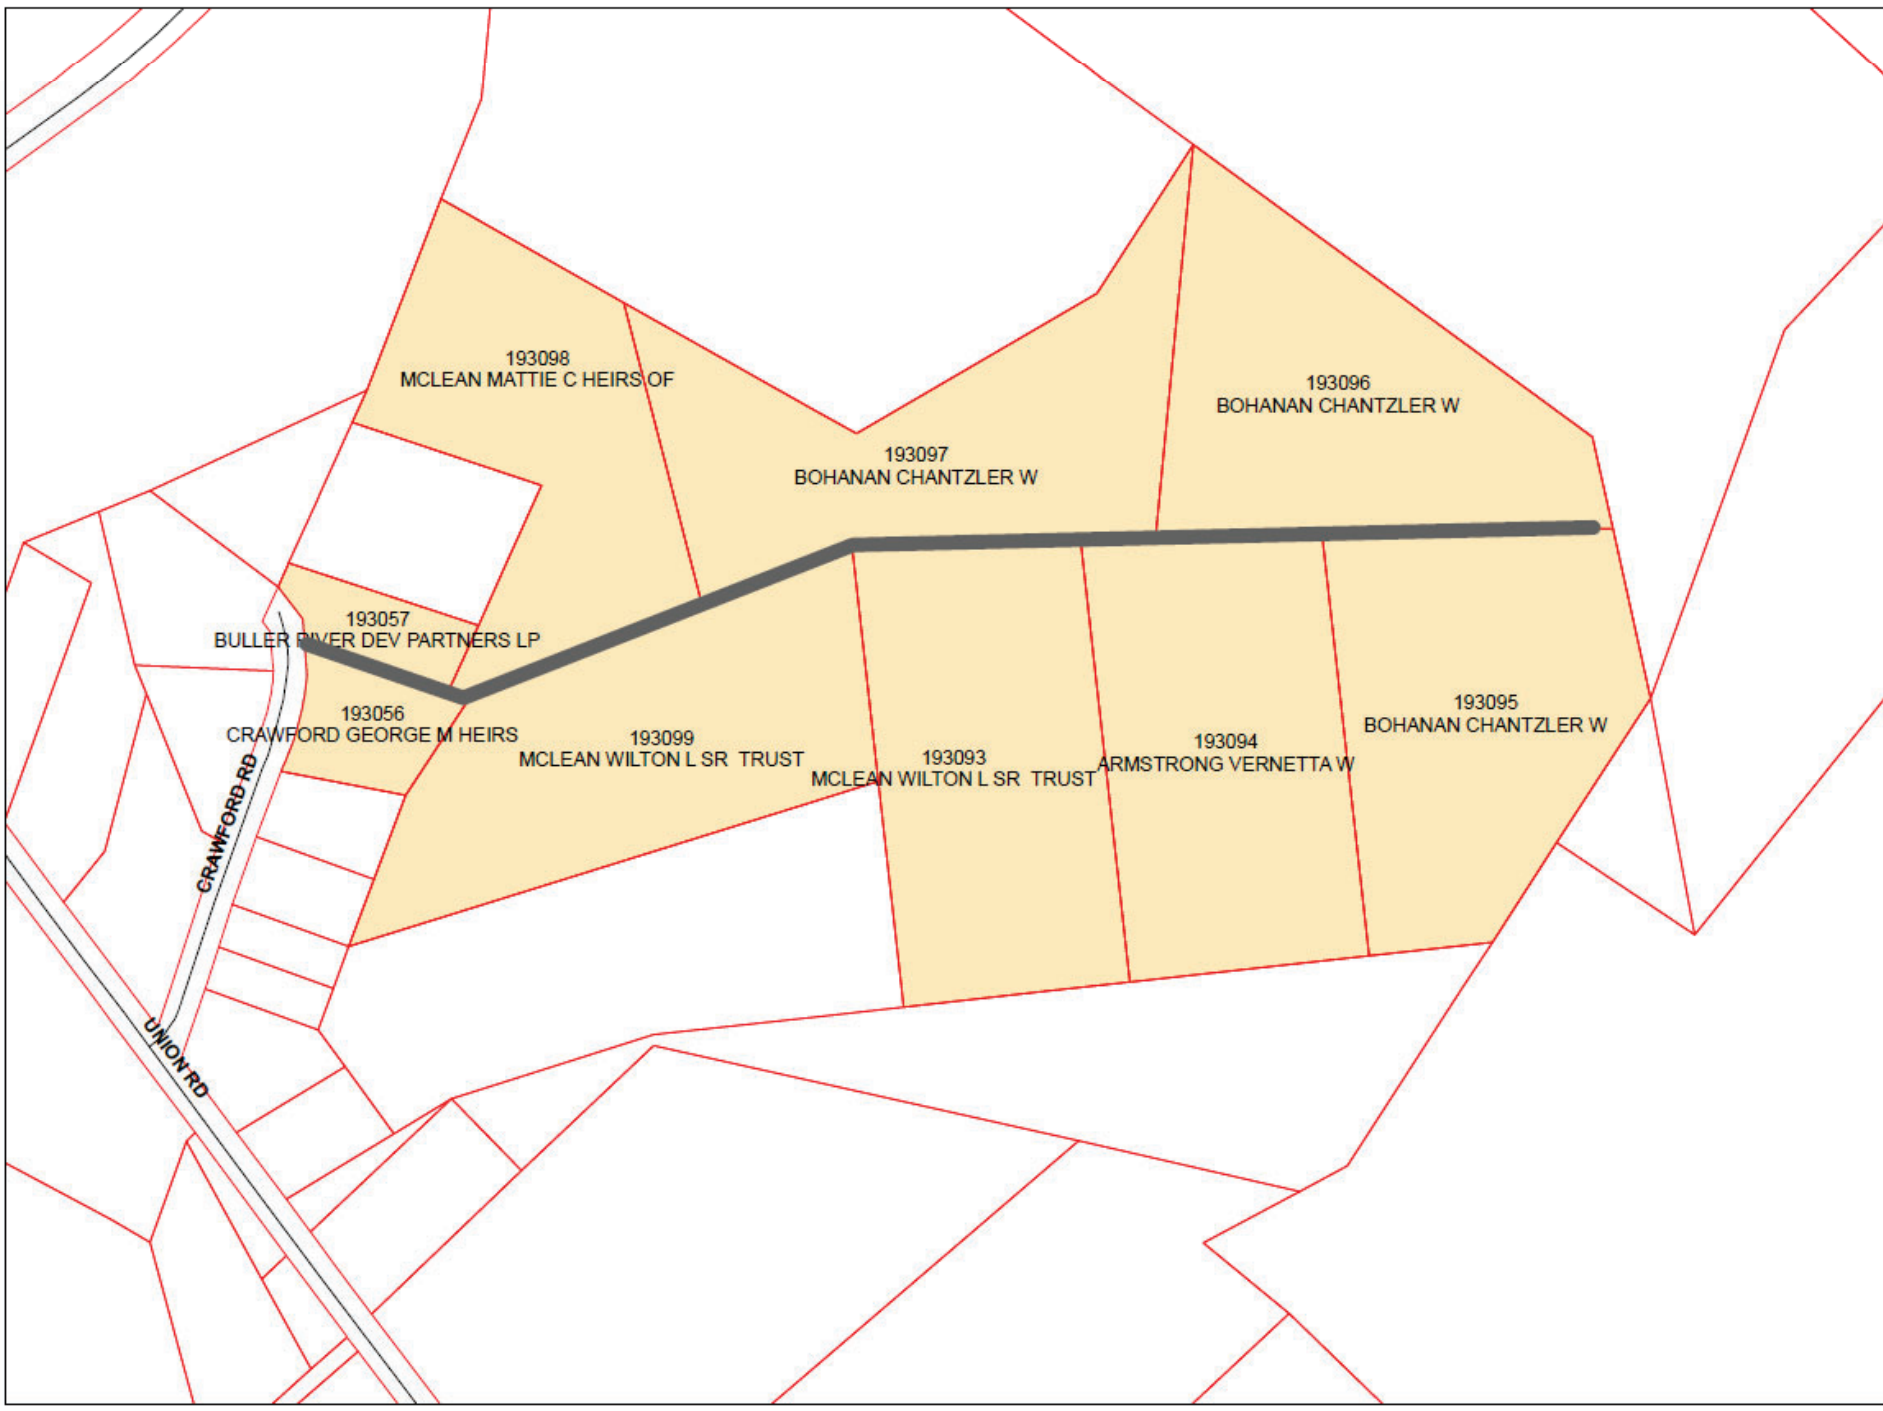 193098
MCLEAN MATTIE C HEIRS OF
193096
BOHANAN CHANTZLER W
193097
BOHANAN CHANTZLER W
193057
BULLER RIVER DEV PARTNERS LP
193056
CRAWFORD GEORGE M HEIRS
193099
MCLEAN WILTON L SR TRUST
193093
MCLEAN WILTON L SR TRUST
193094
ARMSTRONG VERNETTA W
193095
BOHANAN CHANTZLER W
CRAWFORD RD
UNION RD